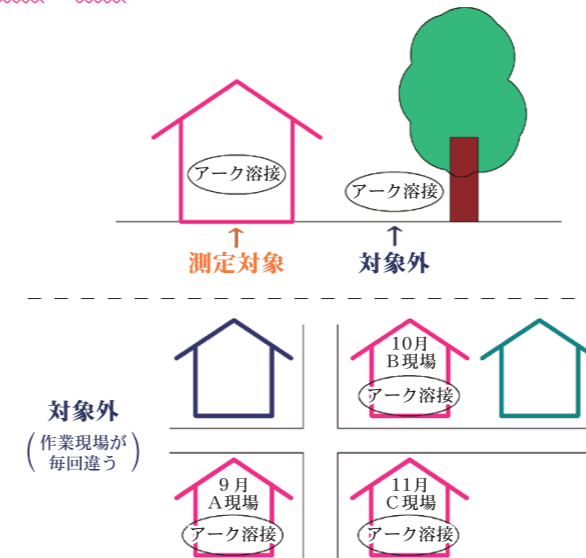 アーク溶接
アーク溶接
↑
↑
測定対象
対象外
10月
B現場
アーク溶接
対象外
(作業現場が
毎回違う)
9月
A現場
アーク溶接
11月
C現場
アーク溶接